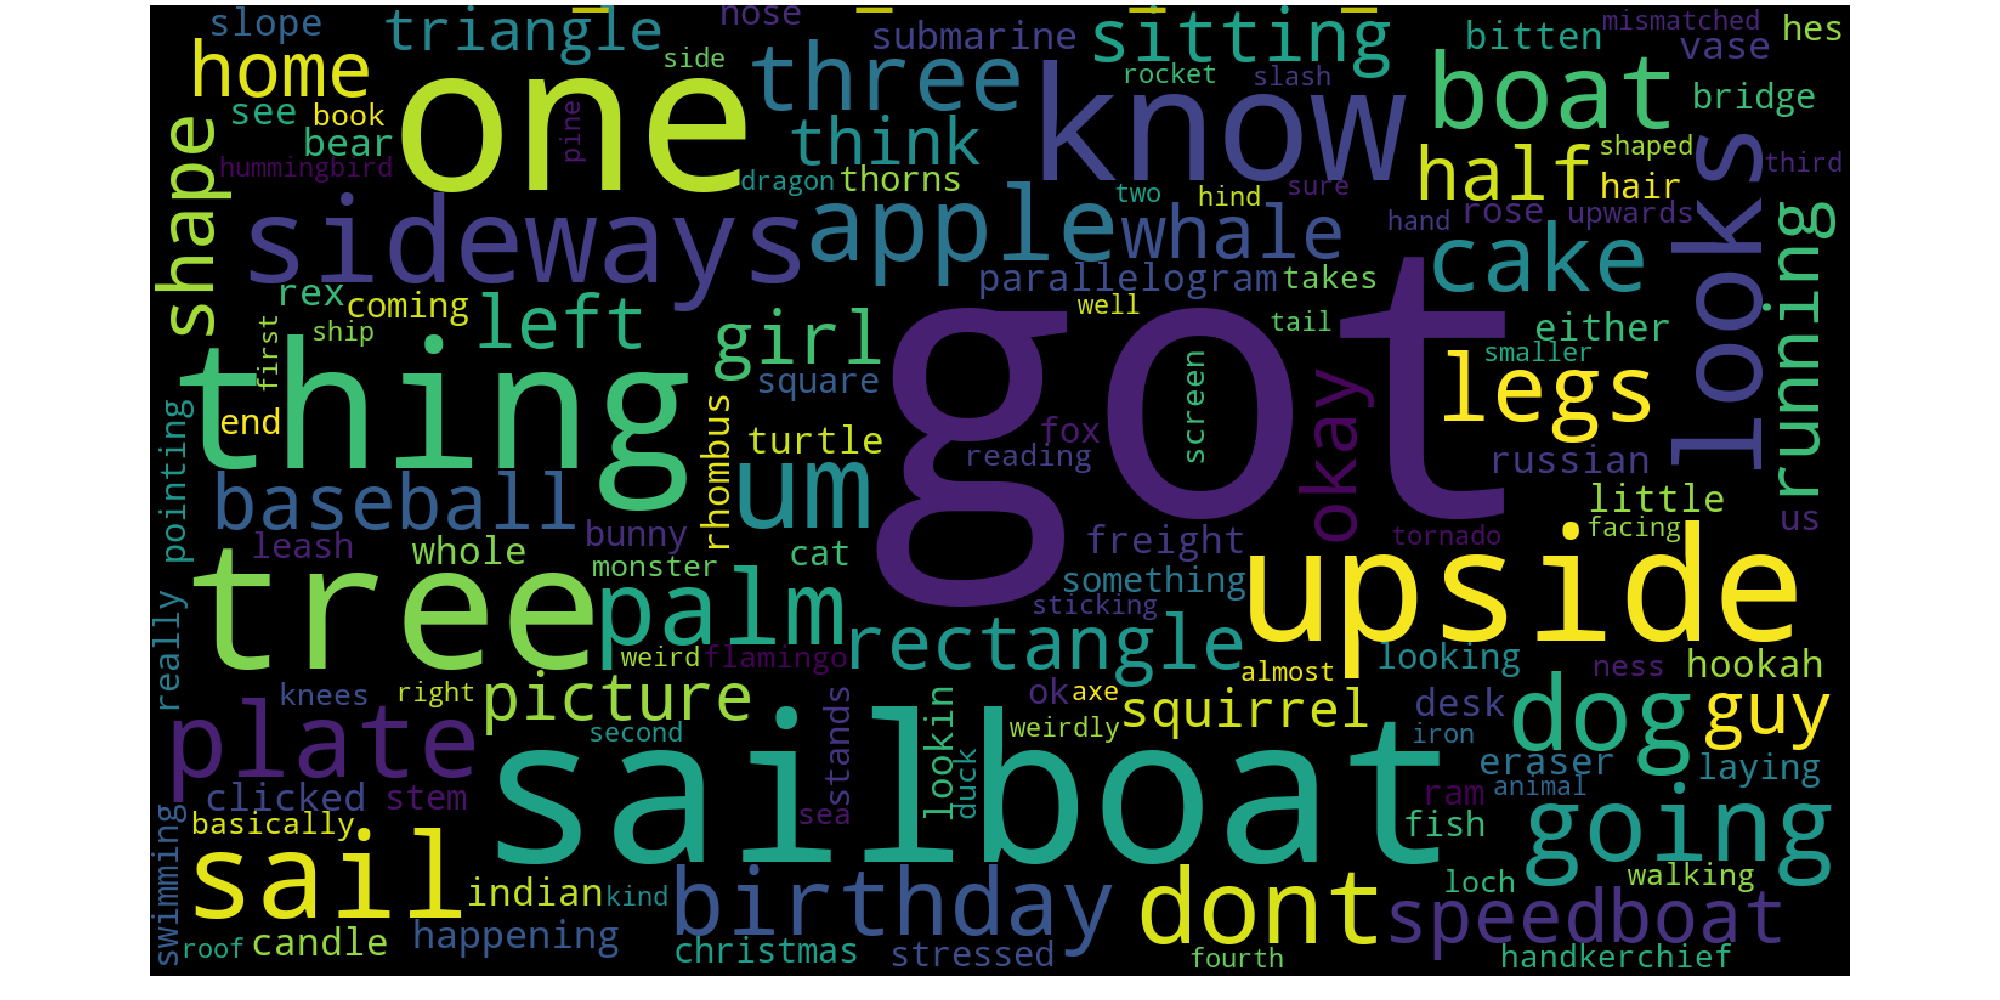 slope
triangle
hose
submarine
sitting
bitten
mismatched
vase
hes
home
one
side
three
rocket
slash
know
boat
bridge
see
book
pine
bear
think
hummingbird
shape
dragon
thorns
two
hind
sure
half
shaped
hair
third
looks
sideways
apple
whale
hand
rose
upwards
cake
running
rex
coming
left
parallelogram
takes
well
got
tail
either
ship
first
girl
square
smaller
thing
screen
okay
legs
end
pointing
rhombus
turtle
fox
reading
russian
baseball
um
little
us
leash
whole
bunny
cat
freight
tornado
facing
upside
monster
something
sticking
tree
palm
rectangle
really
weird
flamingo
almost
looking
ness
hookah
knees
right
picture
ok
axe
squirrel
desk
dog
guy
plate
second
stands
lookin
weirdly
iron
sailboat
duck
eraser
laying
clicked
stem
sea
ram
animal
basically
fish
going
swimming
sail
indian
kind
birthday
dont
loch
walking
speedboat
roof
candle
happening
christmas
stressed
fourth
handkerchief